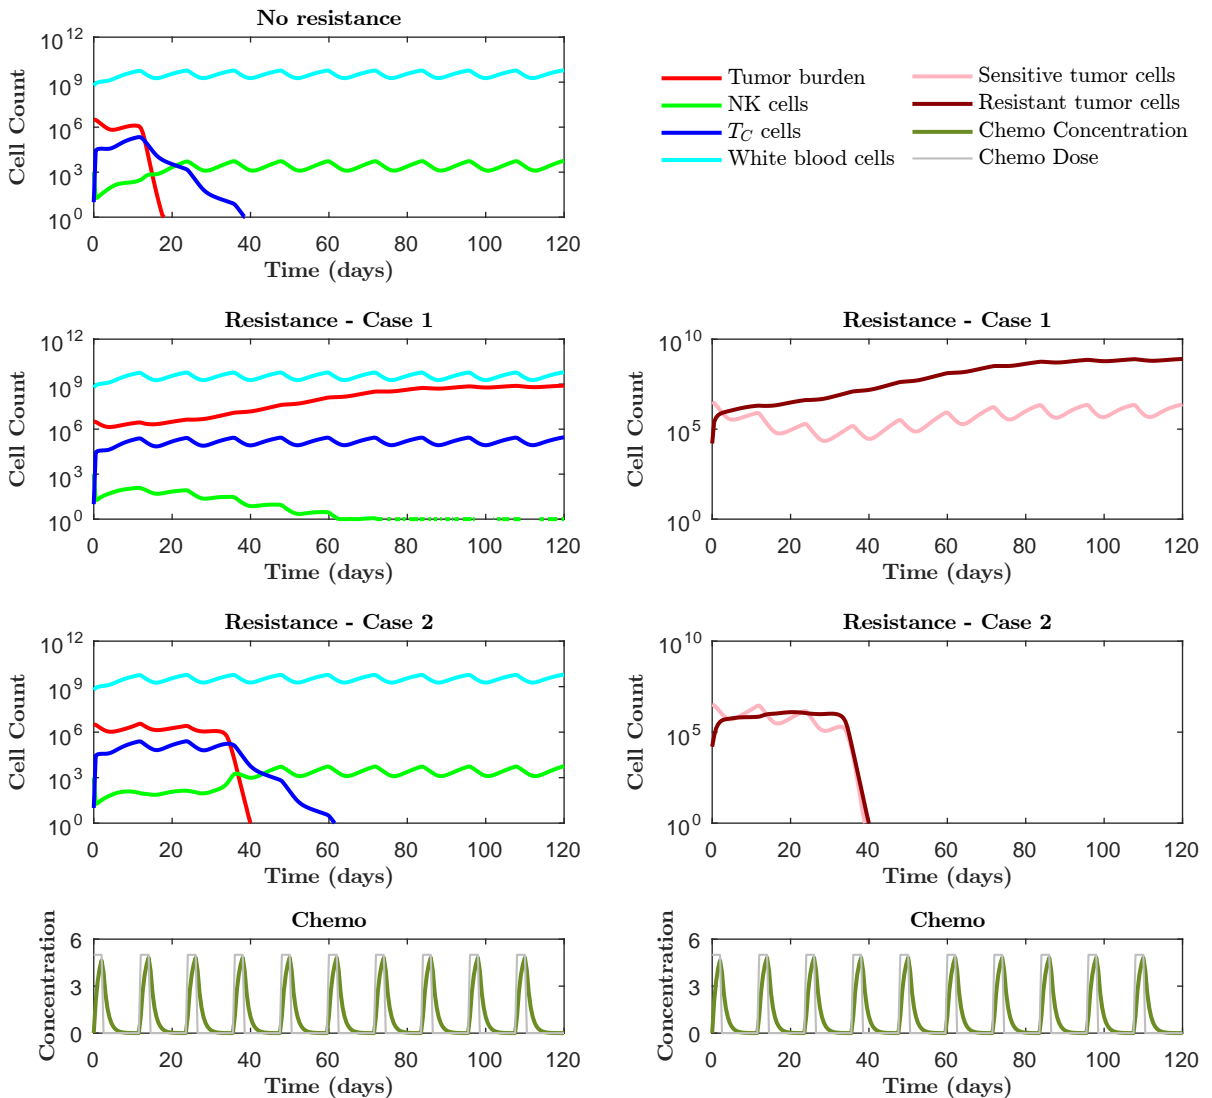 No resistance
10^12
10^9
10^6
10^3
10^0
Cell Count
0 20 40 60 80 100 120
Time (days)
Tumor burden
NK cells
T_C cells
White blood cells
Sensitive tumor cells
Resistant tumor cells
Chemo Concentration
Chemo Dose
Resistance - Case 1
10^12
10^9
10^6
10^3
10^0
Cell Count
0 20 40 60 80 100 120
Time (days)
Resistance - Case 1
10^10
10^5
10^0
Cell Count
0 20 40 60 80 100 120
Time (days)
Resistance - Case 2
10^12
10^9
10^6
10^3
10^0
Cell Count
0 20 40 60 80 100 120
Time (days)
Resistance - Case 2
10^10
10^5
10^0
Cell Count
0 20 40 60 80 100 120
Time (days)
Chemo
6
3
0
Concentration
0 20 40 60 80 100 120
Time (days)
Chemo
6
3
0
Concentration
0 20 40 60 80 100 120
Time (days)